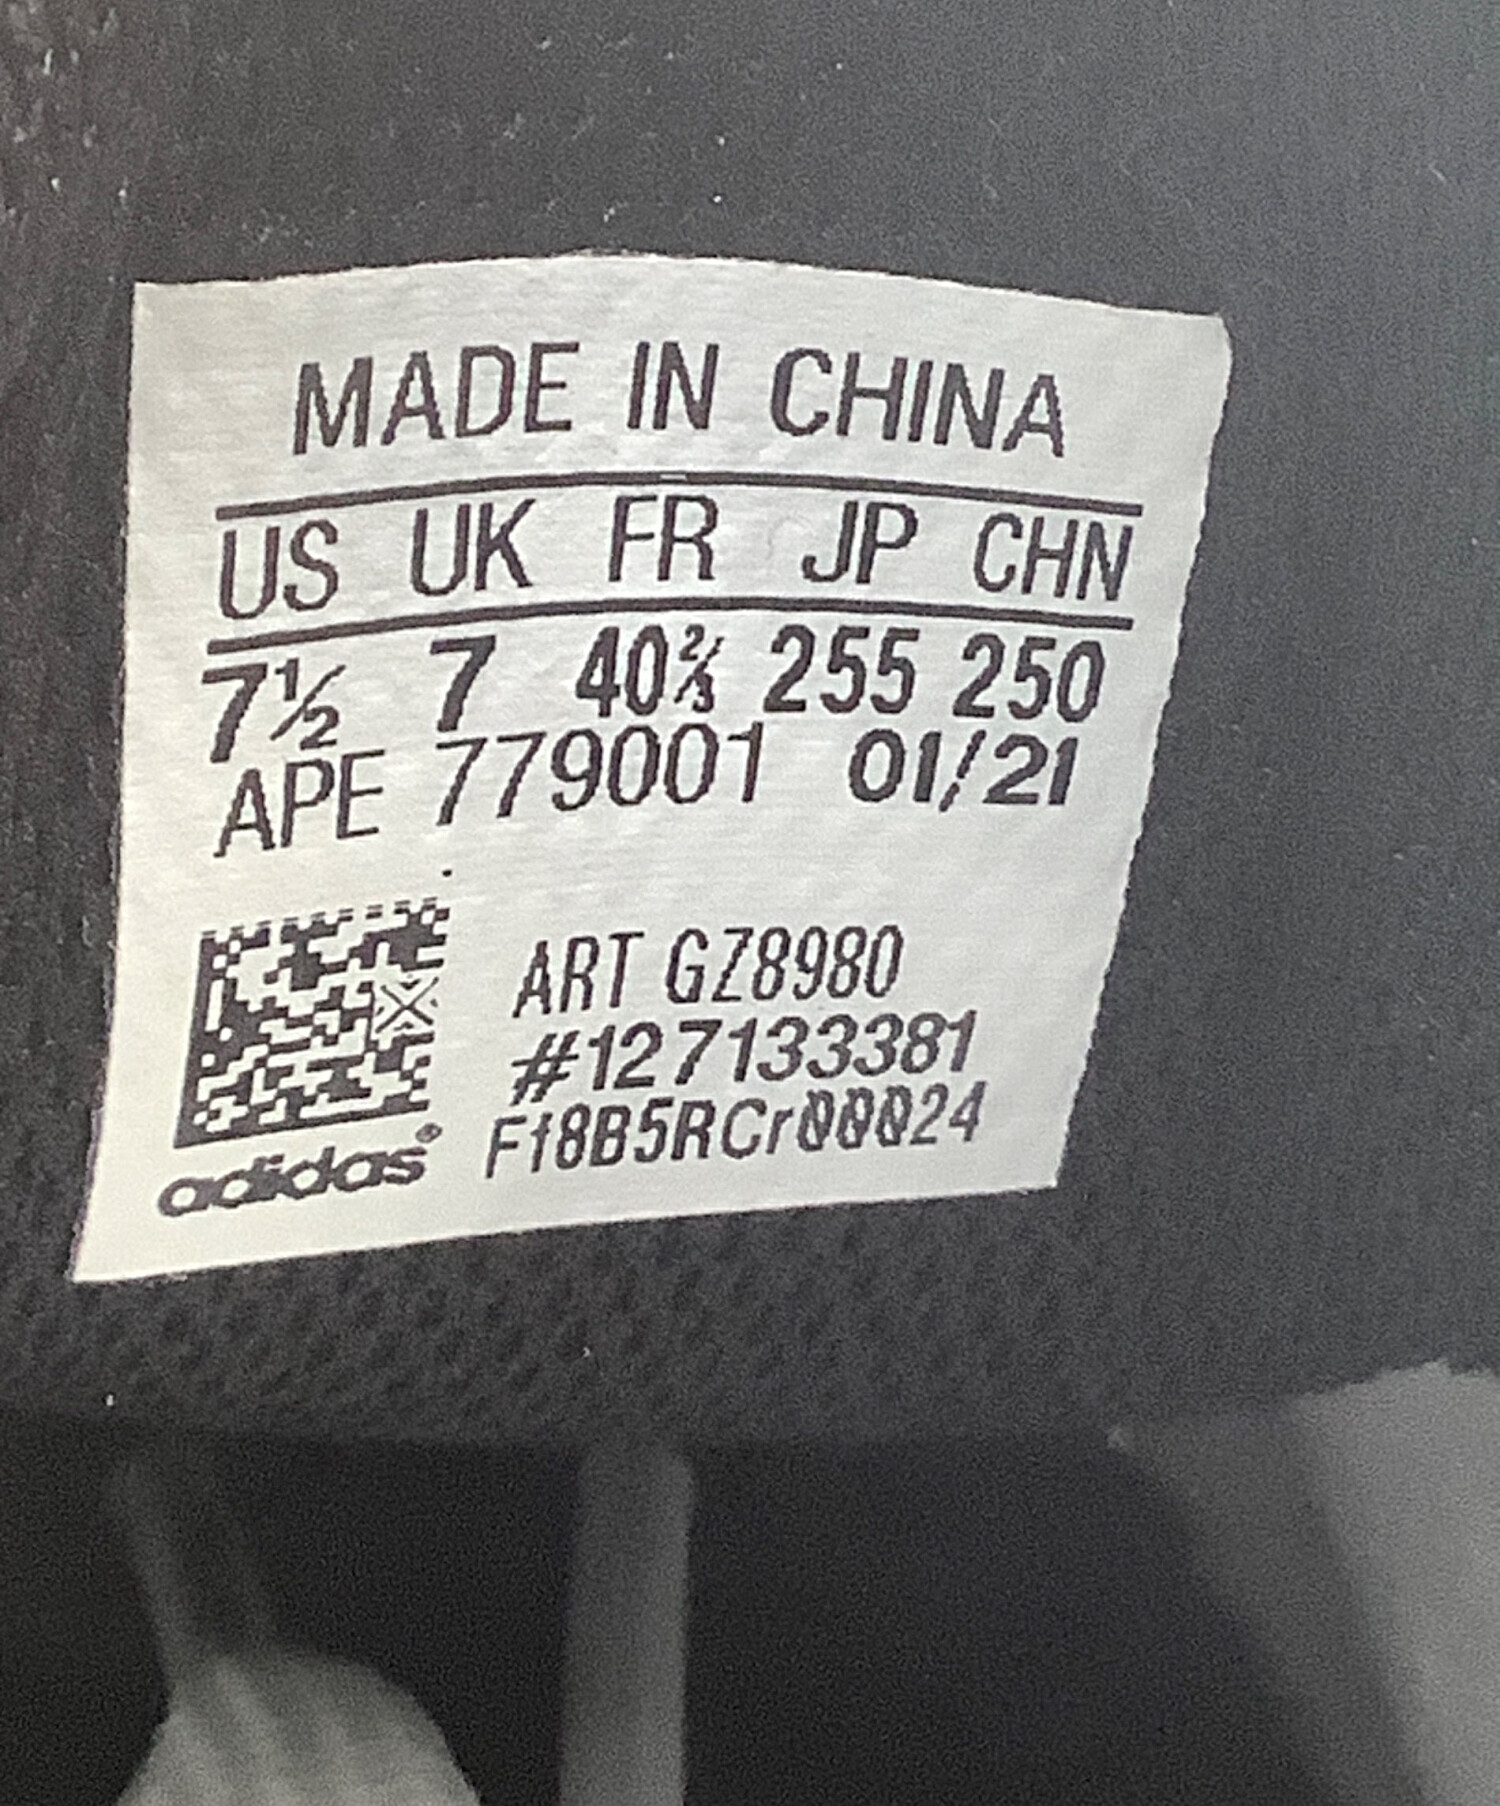 MADE IN CHINA
US UK FR JP CHN
7½ 7 40⅔ 255 250
APE 779001 01/21
ART GZ8980
#127133381
Ff8B5RCr00024
adidas®